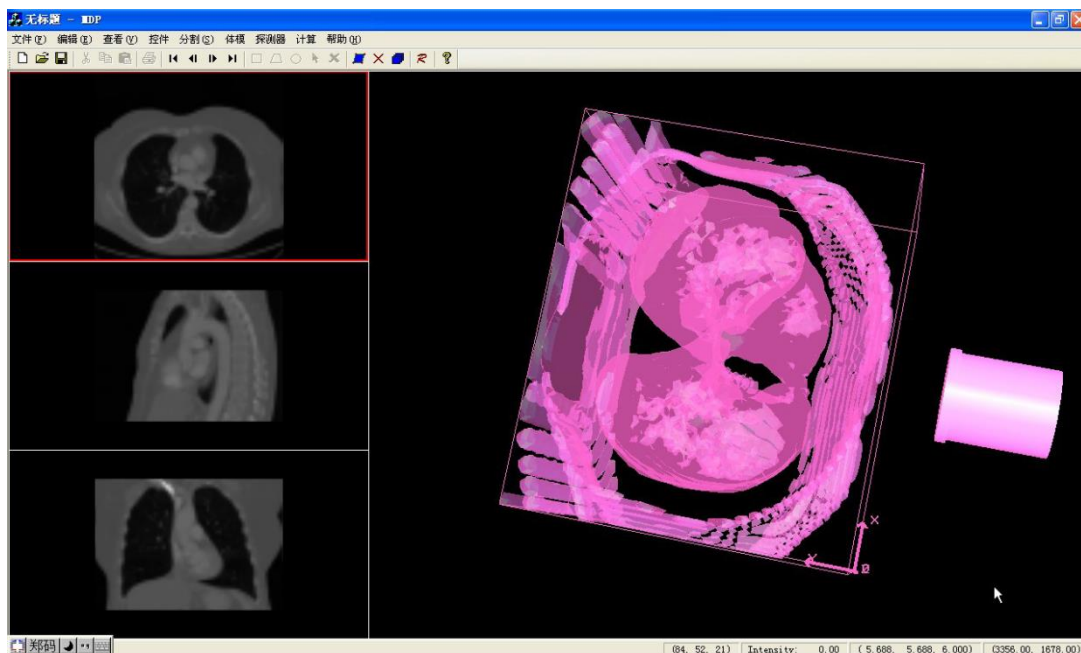 无标题 - MDP
文件(F) 编辑(E) 查看(V) 控件 分割(S) 体模 探测器 计算 帮助(H)
X
郑码
(84, 52, 21) Intensity: 0.00 ( 5.688, 5.688, 6.000) (3356.00, 1678.00)